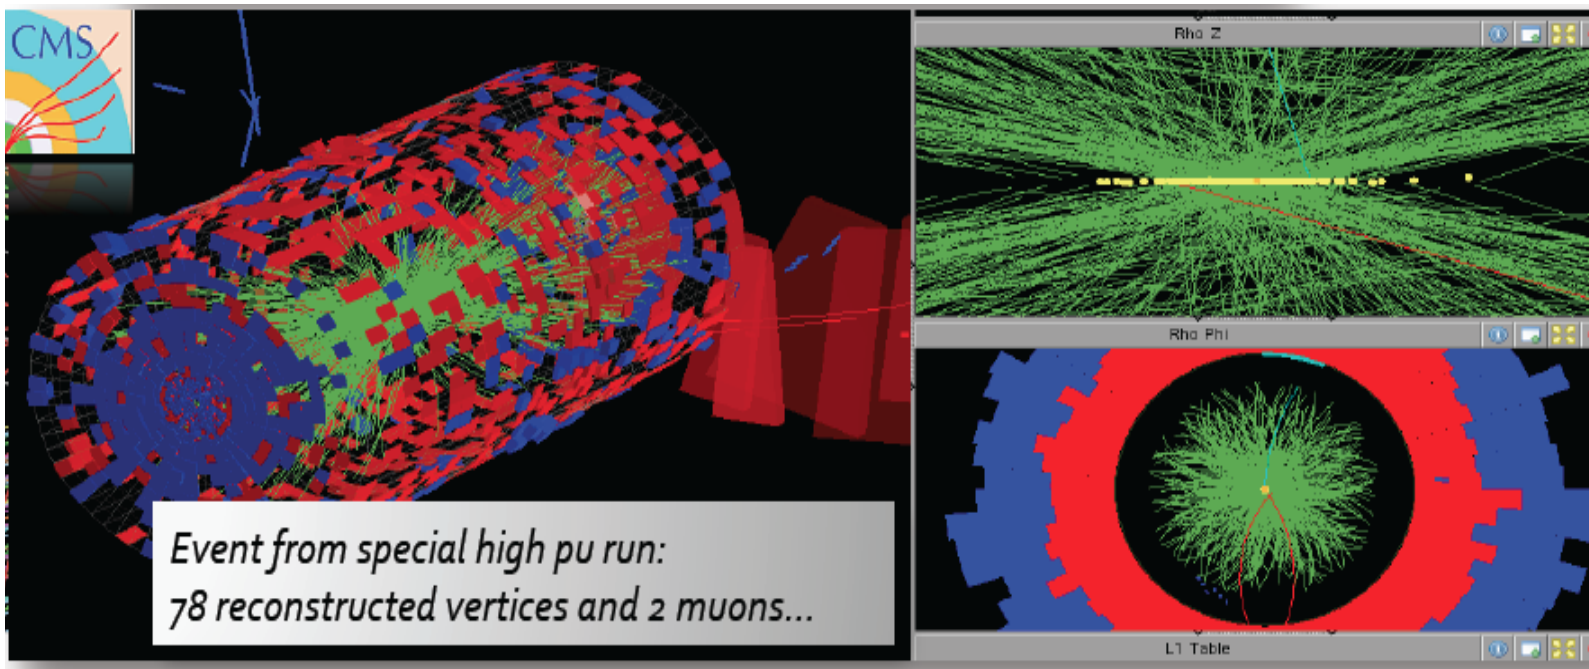 CMS
Rho Z
Rho Phi
Event from special high pu run:
78 reconstructed vertices and 2 muons...
L1 Table